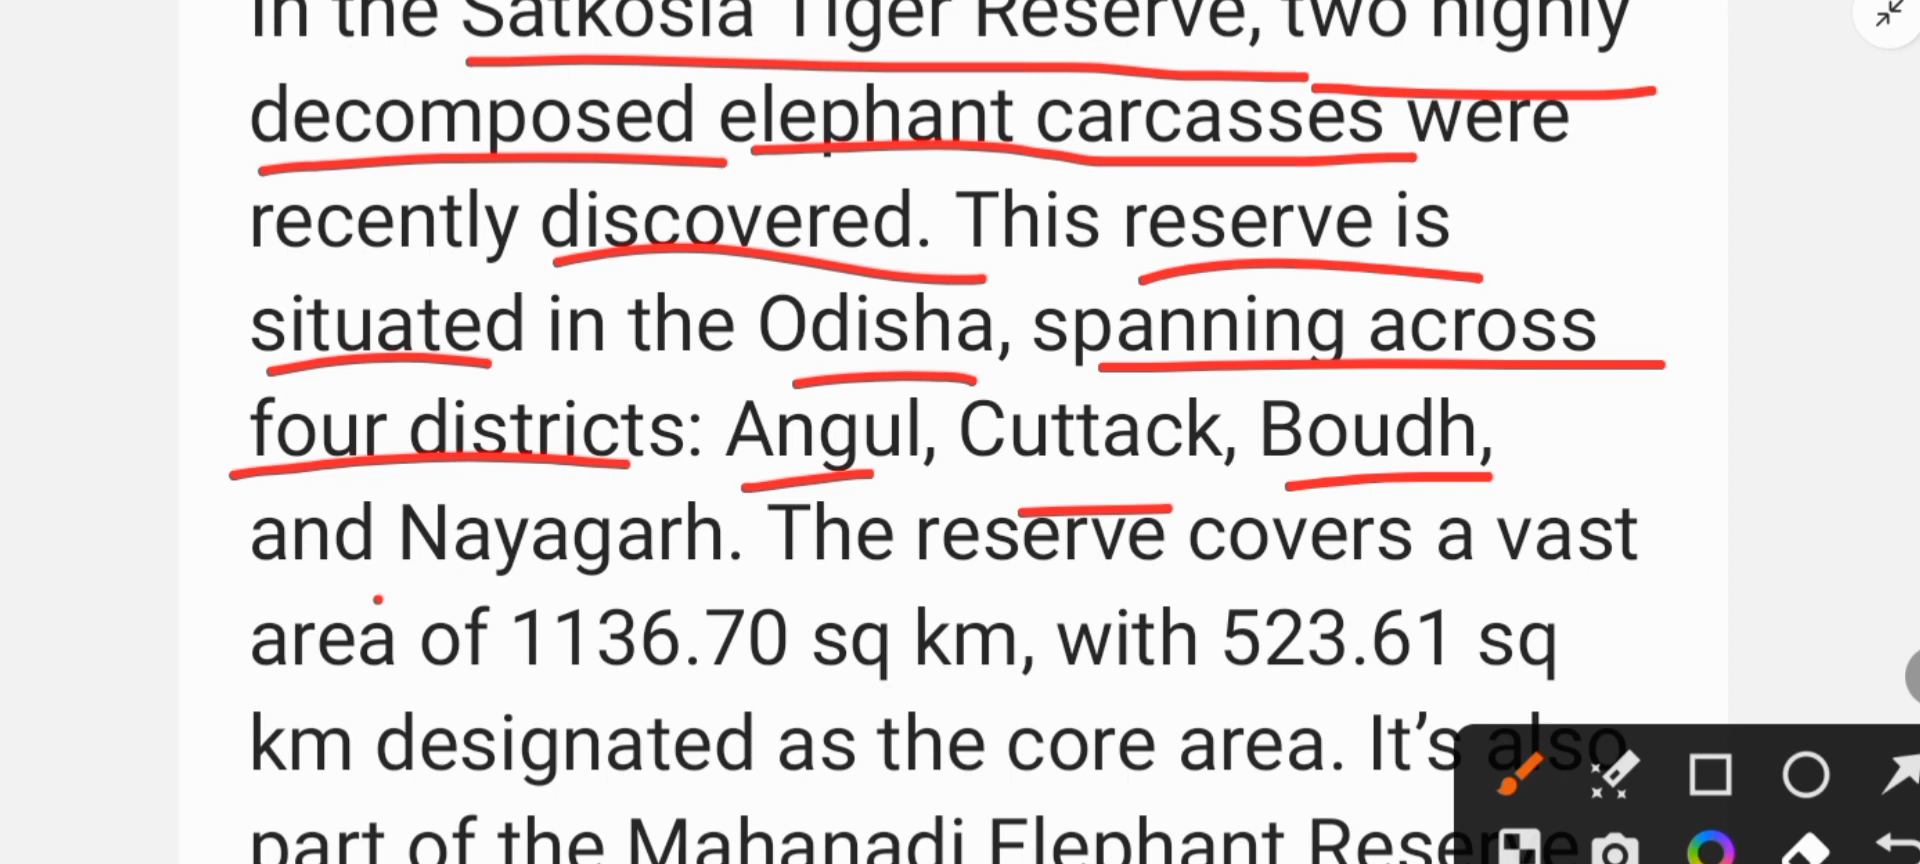 In the Satkosia Tiger Reserve, two highly
decomposed elephant carcasses were
recently discovered. This reserve is
situated in the Odisha, spanning across
four districts: Angul, Cuttack, Boudh,
and Nayagarh. The reserve covers a vast
area of 1136.70 sq km, with 523.61 sq
km designated as the core area. It’s also
part of the Mahanadi Elephant Reserve